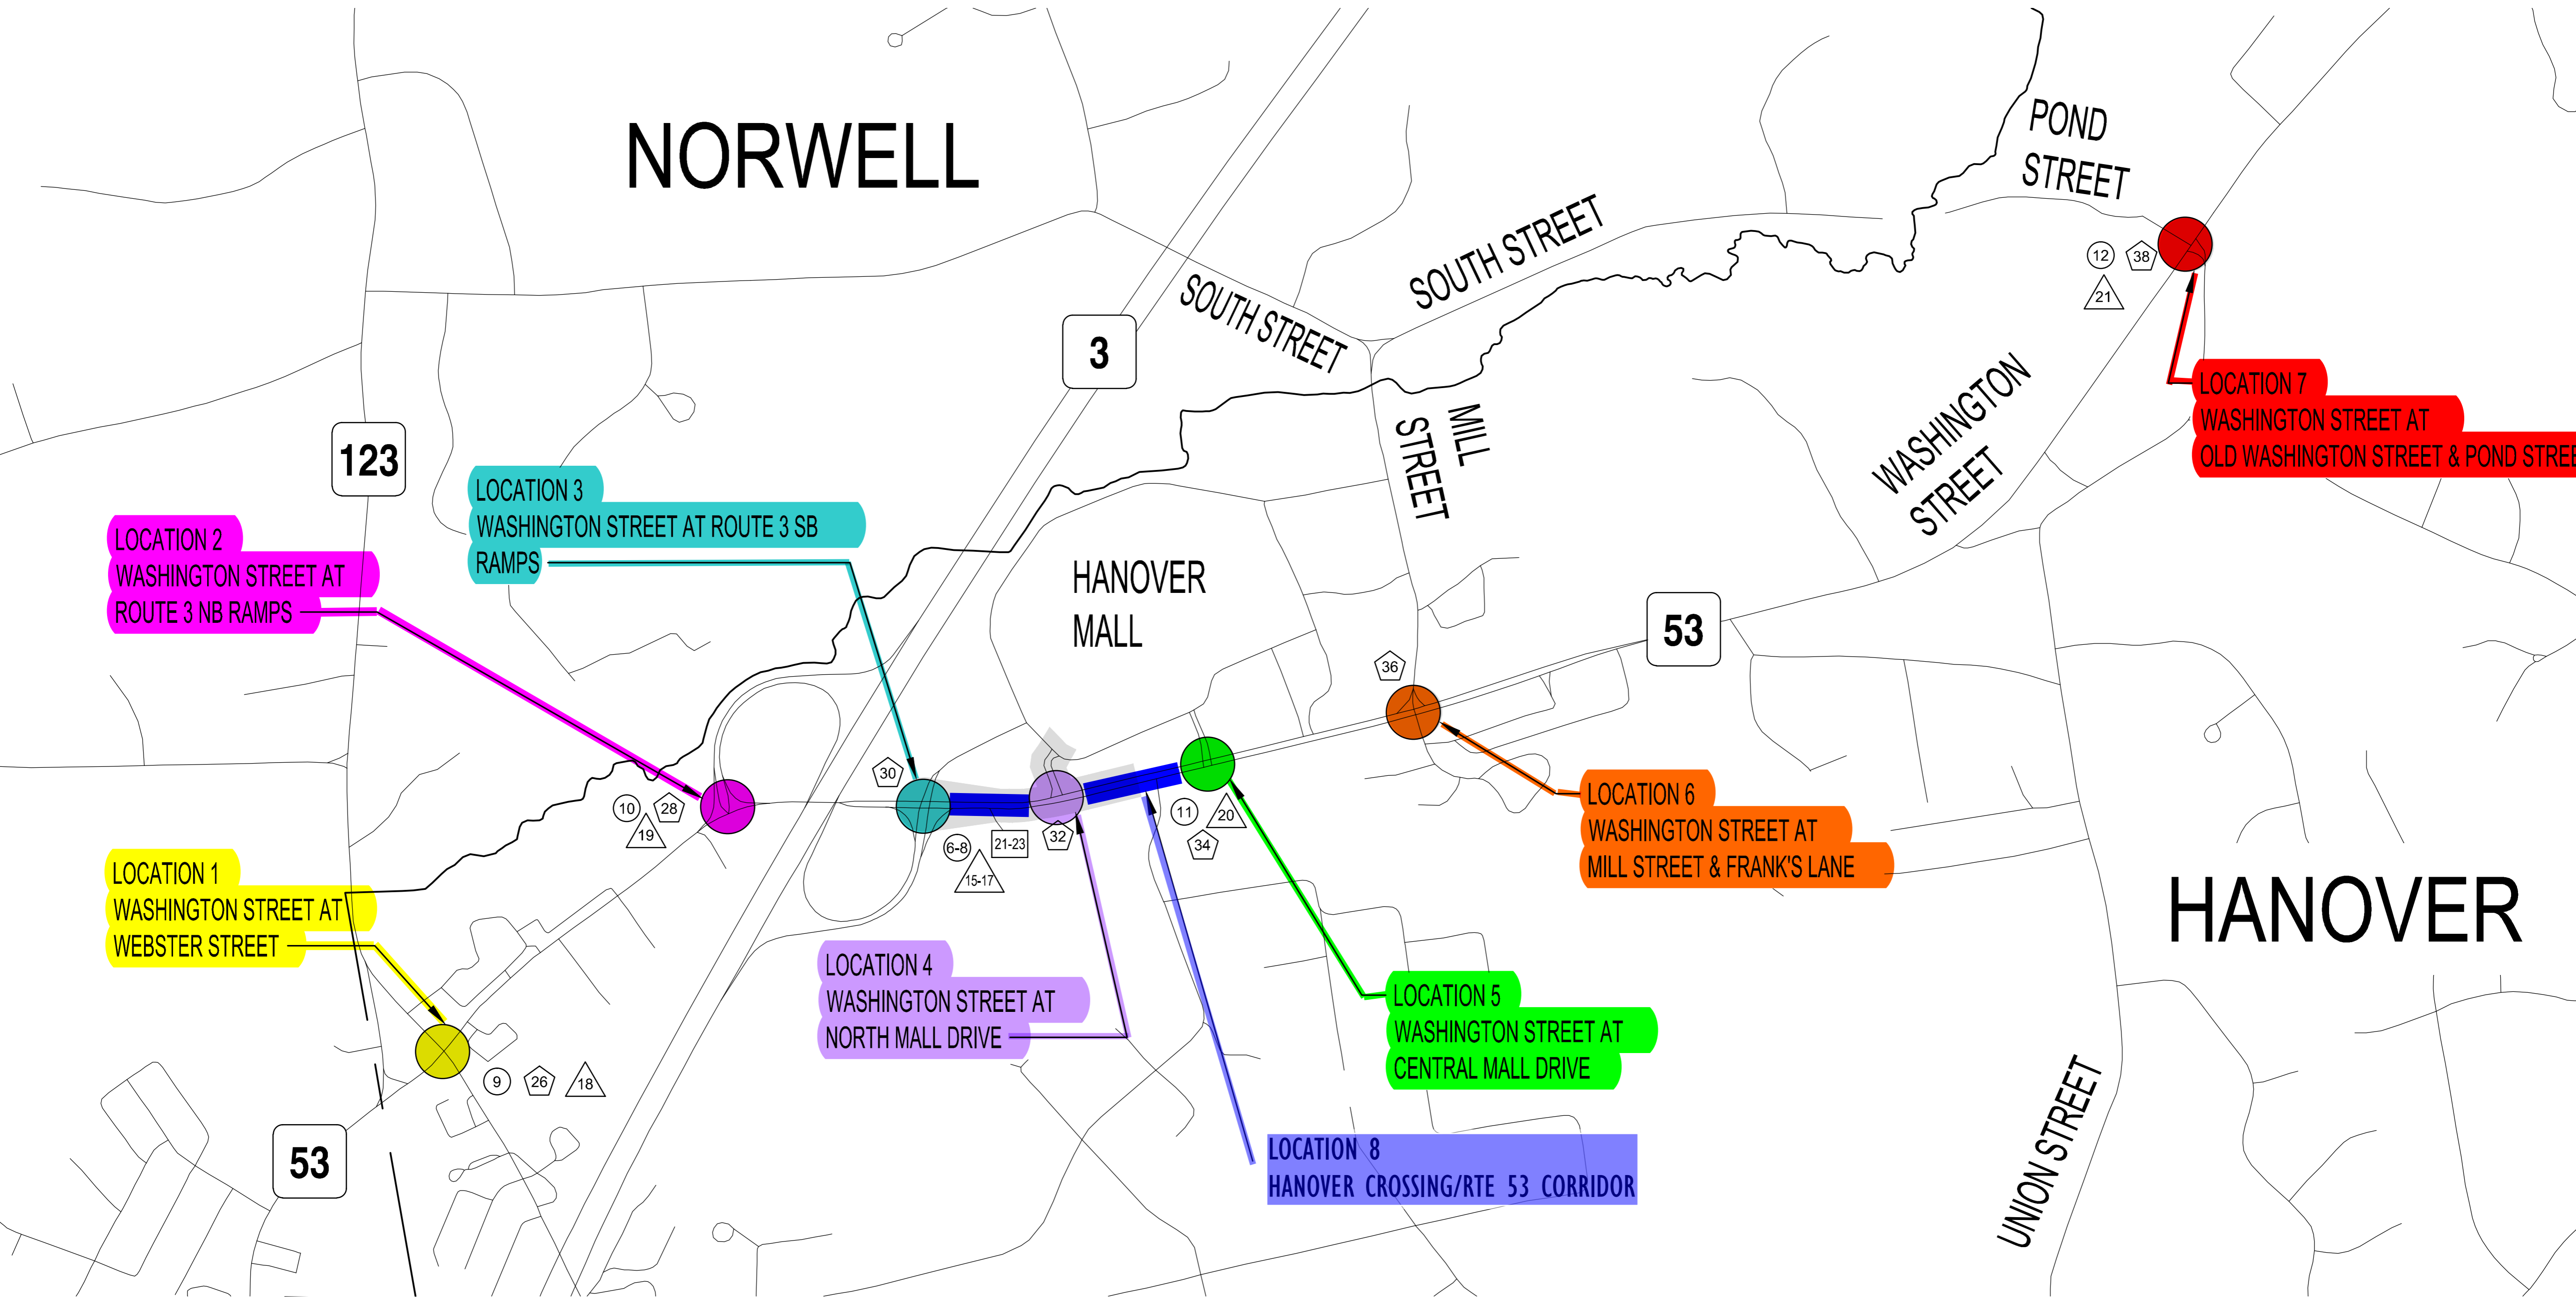 NORWELL
POND
STREET
SOUTH STREET
SOUTH STREET
12
38
21
3
LOCATION 7
WASHINGTON STREET AT
OLD WASHINGTON STREET & POND STREE
WASHINGTON
STREET
MILL
STREET
123
LOCATION 3
WASHINGTON STREET AT ROUTE 3 SB
RAMPS
LOCATION 2
WASHINGTON STREET AT
ROUTE 3 NB RAMPS
HANOVER
MALL
53
36
30
10
28
19
6-8
21-23
15-17
32
11
20
34
LOCATION 6
WASHINGTON STREET AT
MILL STREET & FRANK'S LANE
LOCATION 1
WASHINGTON STREET AT
WEBSTER STREET
HANOVER
LOCATION 4
WASHINGTON STREET AT
NORTH MALL DRIVE
LOCATION 5
WASHINGTON STREET AT
CENTRAL MALL DRIVE
9
26
18
53
LOCATION 8
HANOVER CROSSING/RTE 53 CORRIDOR
UNION STREET